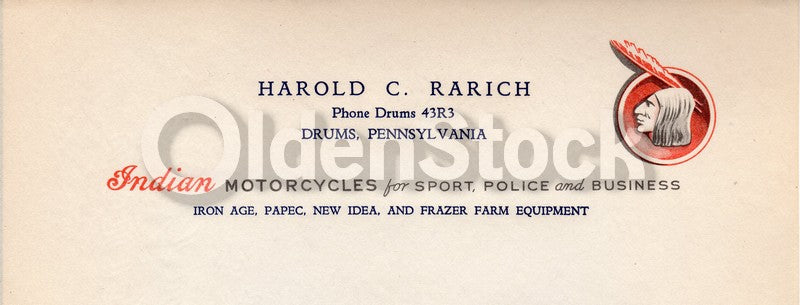 HAROLD C. RARICH
Phone Drums 43R3
DRUMS, PENNSYLVANIA
OldenStock
Indian MOTORCYCLES for SPORT, POLICE and BUSINESS
IRON AGE, PAPEC, NEW IDEA, AND FRAZER FARM EQUIPMENT